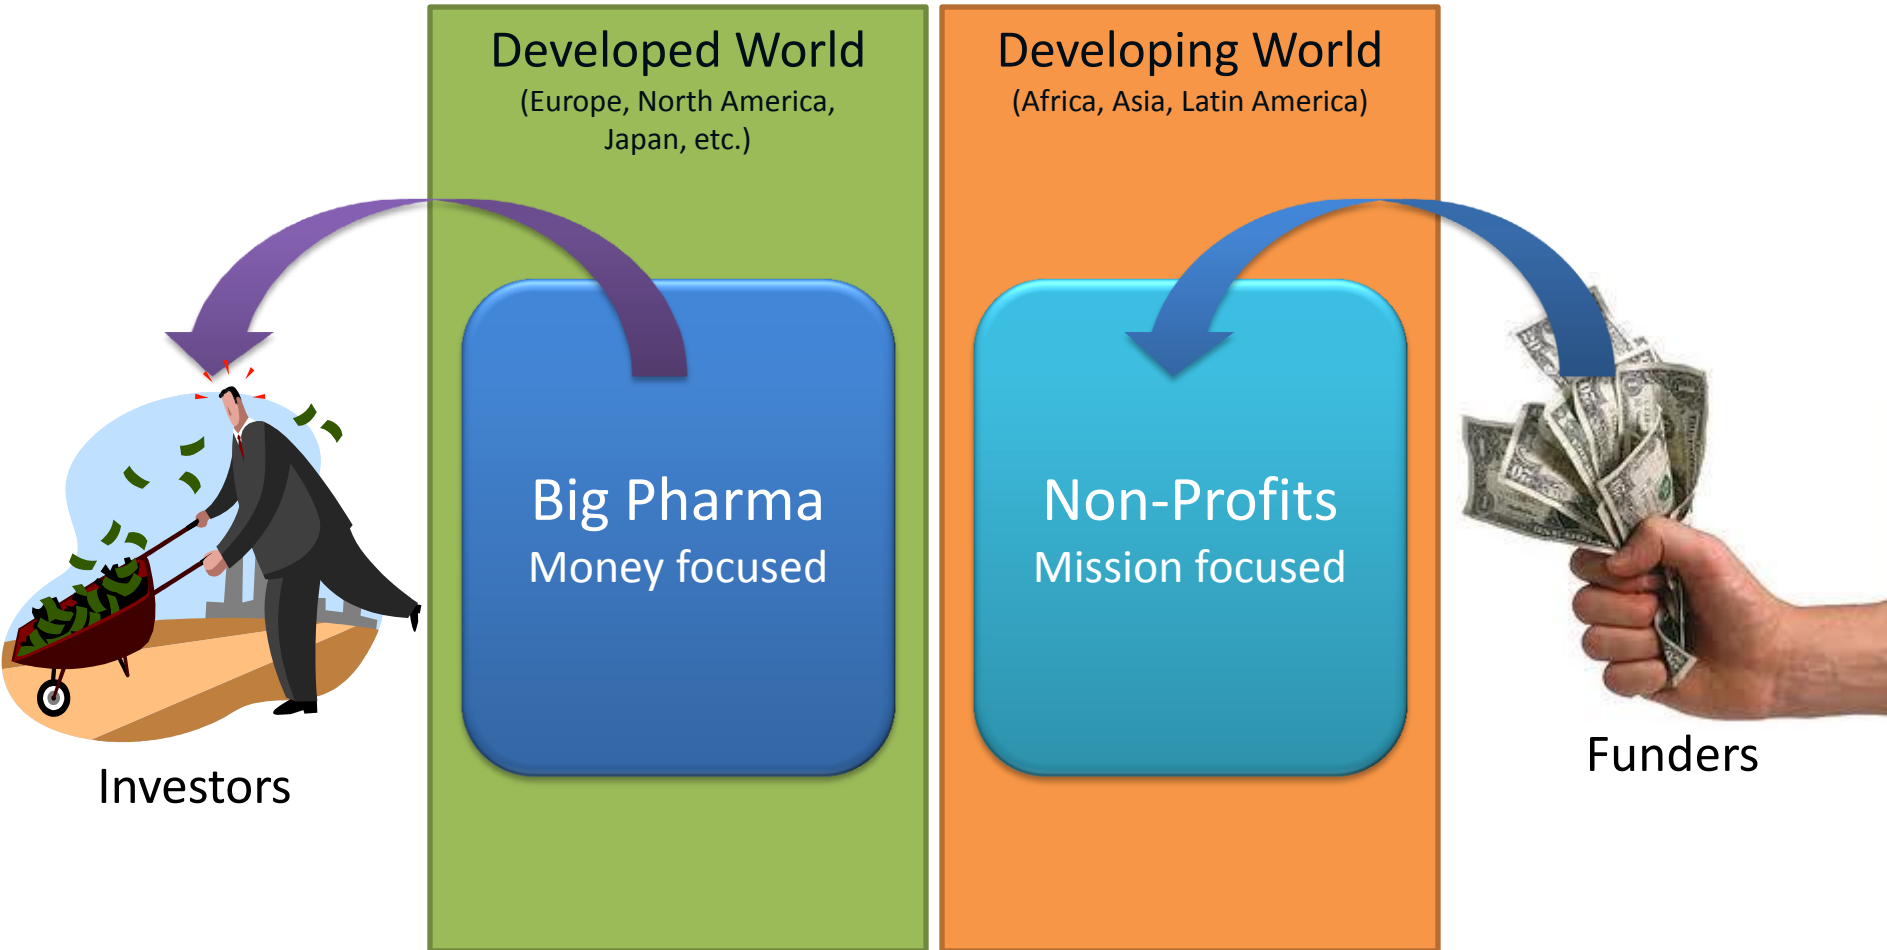 Developed World
(Europe, North America,
Japan, etc.)
Developing World
(Africa, Asia, Latin America)
Big Pharma
Money focused
Non-Profits
Mission focused
Investors
Funders